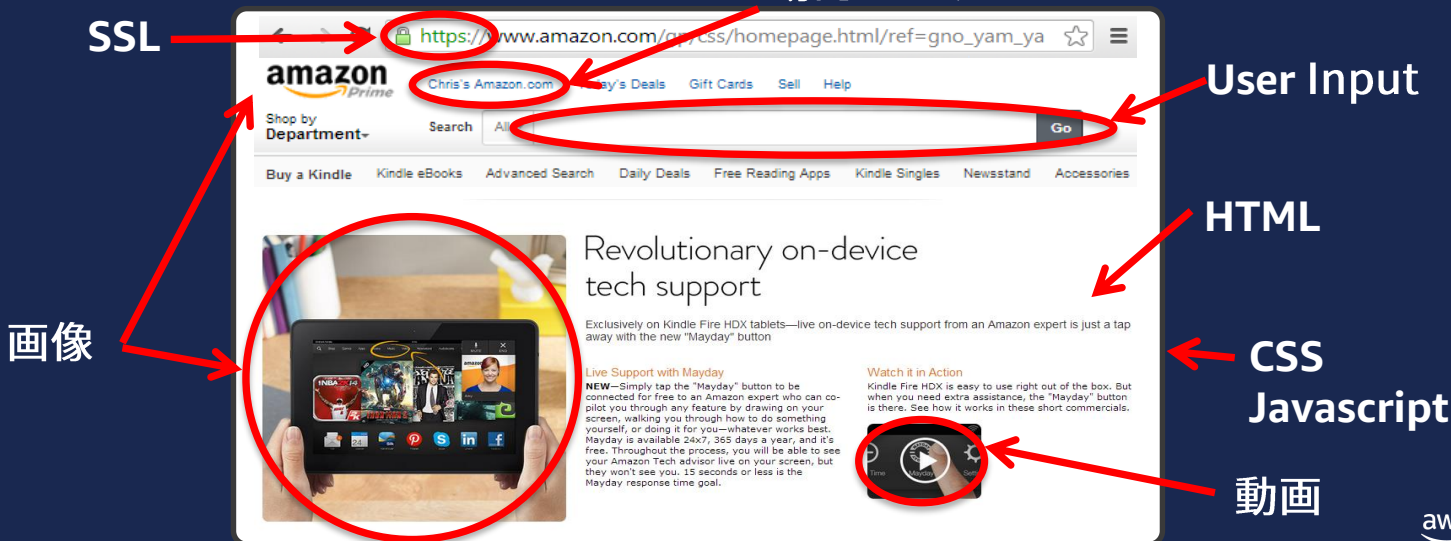 SSL
https://www.amazon.com/gp/css/homepage.html/ref=gno_yam_ya
amazon
Prime
Chris's Amazon.com Today's Deals Gift Cards Sell Help
User Input
Shop by
Department
Search All Go
Buy a Kindle Kindle eBooks Advanced Search Daily Deals Free Reading Apps Kindle Singles Newsstand Accessories
HTML
Revolutionary on-device
tech support
Exclusively on Kindle Fire HDX tablets—live on-device tech support from an Amazon expert is just a tap
away with the new "Mayday" button
画像
Live Support with Mayday
NEW—Simply tap the "Mayday" button to be
connected for free to an Amazon expert who can co-
pilot you through any feature by drawing on your
screen, walking you through how to do something
yourself, or doing it for you—whatever works best.
Mayday is available 24x7, 365 days a year, and it's
free. Throughout the process, you will be able to see
your Amazon Tech advisor live on your screen, but
they won't see you. 15 seconds or less is the
Mayday response time goal.
Watch it in Action
Kindle Fire HDX is easy to use right out of the box. But
when you need extra assistance, the "Mayday" button
is there. See how it works in these short commercials.
CSS
Javascript
NBA 2K14
Time Mayday
動画